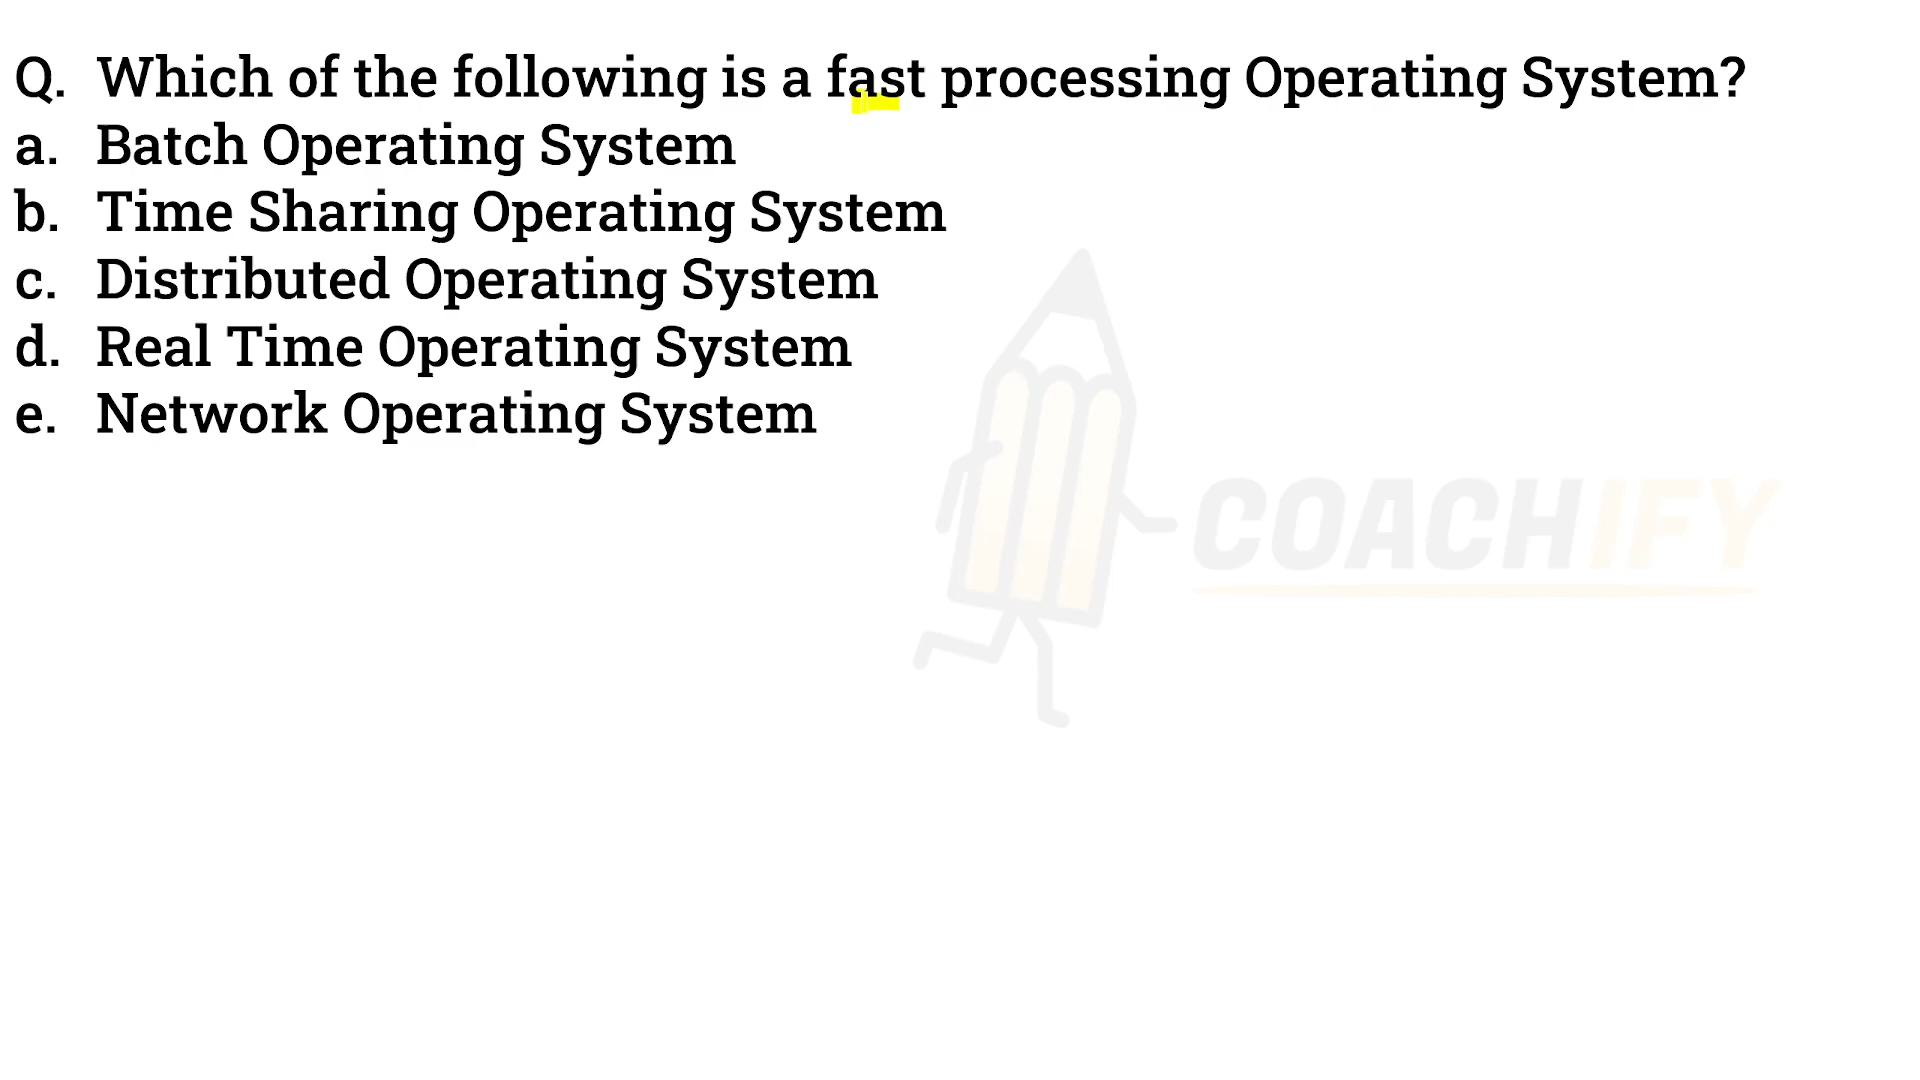 Q. Which of the following is a fast processing Operating System?
a. Batch Operating System
b. Time Sharing Operating System
c. Distributed Operating System
d. Real Time Operating System
e. Network Operating System
COACHIFY